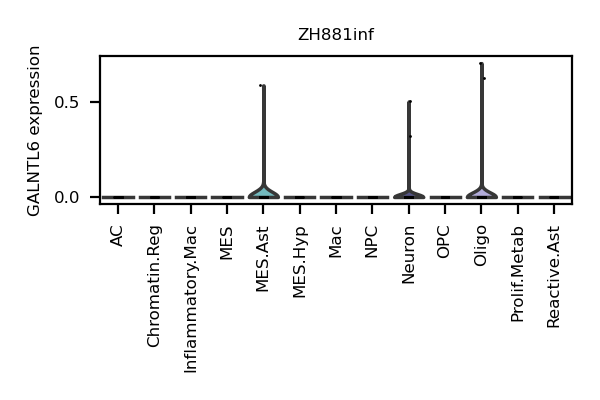 ZH881inf
GALNTL6 expression
0.5
0.0
AC
Chromatin.Reg
Inflammatory.Mac
MES
MES.Ast
MES.Hyp
Mac
NPC
Neuron
OPC
Oligo
Prolif.Metab
Reactive.Ast